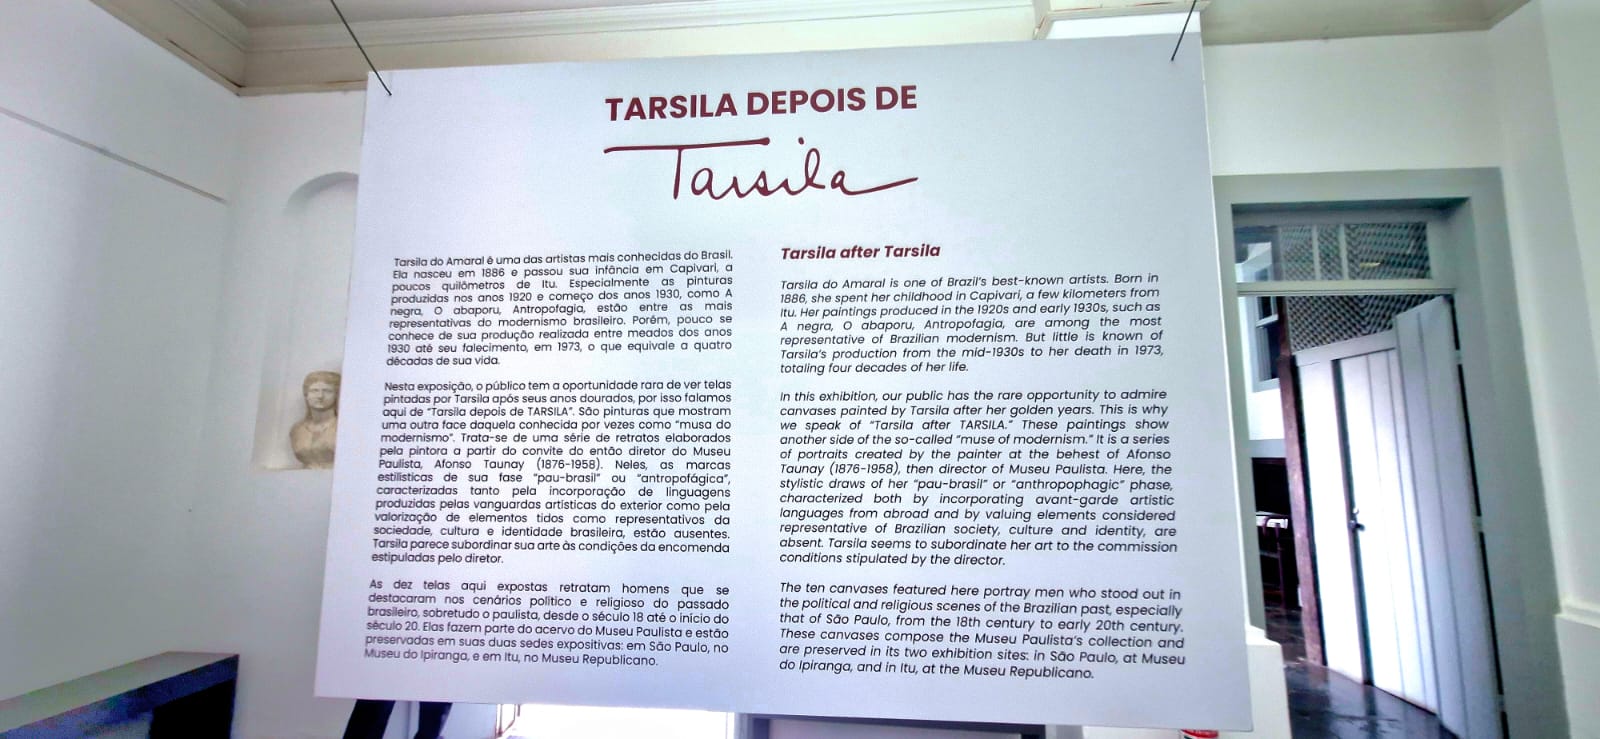 TARSILA DEPOIS DE
Tarsila
Tarsila do Amaral é uma das artistas mais conhecidas do Brasil.
Ela nasceu em 1886 e passou sua infância em Capivari, a
poucos quilômetros de Itu. Especialmente as pinturas
produzidas nos anos 1920 e começo dos anos 1930, como A
negra, O abaporu, Antropofagia, estão entre as mais
representativas do modernismo brasileiro. Porém, pouco se
conhece de sua produção realizada entre meados dos anos
1930 até seu falecimento, em 1973, o que equivale a quatro
décadas de sua vida.
Nesta exposição, o público tem a oportunidade rara de ver telas
pintadas por Tarsila após seus anos dourados, por isso falamos
aqui de “Tarsila depois de TARSILA”. São pinturas que mostram
uma outra face daquela conhecida por vezes como “musa do
modernismo”. Trata-se de uma série de retratos elaborados
pela pintora a partir do convite do então diretor do Museu
Paulista, Afonso Taunay (1876-1958). Neles, as marcas
estilísticas de sua fase “pau-brasil” ou “antropofágica”,
caracterizadas tanto pela incorporação de linguagens
produzidas pelas vanguardas artísticas do exterior como pela
valorização de elementos tidos como representativos da
sociedade, cultura e identidade brasileira, estão ausentes.
Tarsila parece subordinar sua arte às condições da encomenda
estipuladas pelo diretor.
As dez telas aqui expostas retratam homens que se
destacaram nos cenários político e religioso do passado
brasileiro, sobretudo o paulista, desde o século 18 até o início do
século 20. Elas fazem parte do acervo do Museu Paulista e estão
preservadas em suas duas sedes expositivas: em São Paulo, no
Museu do Ipiranga, e em Itu, no Museu Republicano.
Tarsila after Tarsila
Tarsila do Amaral is one of Brazil’s best-known artists. Born in
1886, she spent her childhood in Capivari, a few kilometers from
Itu. Her paintings produced in the 1920s and early 1930s, such as
A negra, O abaporu, Antropofagia, are among the most
representative of Brazilian modernism. But little is known of
Tarsila’s production from the mid-1930s to her death in 1973,
totaling four decades of her life.
In this exhibition, our public has the rare opportunity to admire
canvases painted by Tarsila after her golden years. This is why
we speak of “Tarsila after TARSILA.” These paintings show
another side of the so-called “muse of modernism.” It is a series
of portraits created by the painter at the behest of Afonso
Taunay (1876-1958), then director of Museu Paulista. Here, the
stylistic draws of her “pau-brasil” or “anthropophagic” phase,
characterized both by incorporating avant-garde artistic
languages from abroad and by valuing elements considered
representative of Brazilian society, culture and identity, are
absent. Tarsila seems to subordinate her art to the commission
conditions stipulated by the director.
The ten canvases featured here portray men who stood out in
the political and religious scenes of the Brazilian past, especially
that of São Paulo, from the 18th century to early 20th century.
These canvases compose the Museu Paulista’s collection and
are preserved in its two exhibition sites: in São Paulo, at Museu
do Ipiranga, and in Itu, at the Museu Republicano.